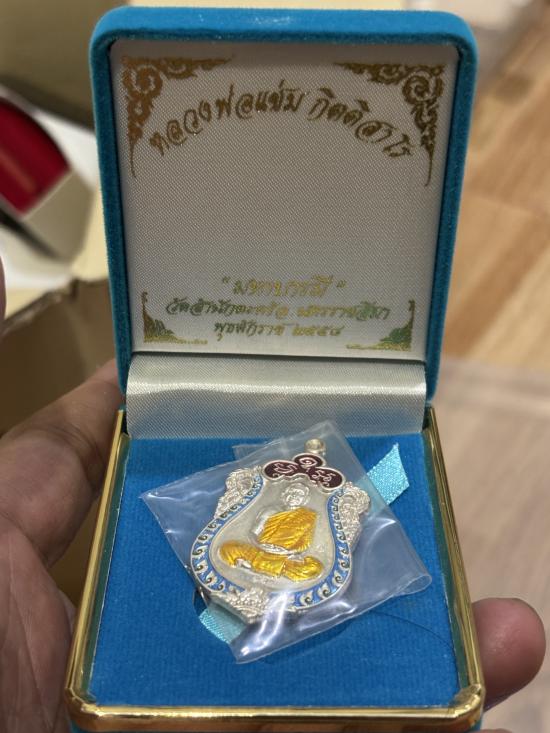 หลวงพ่อแช่ม กิตติสาโร
"มหาบารมี"
วัดสำนักตะคร้อ นครราชสีมา
พุทธศักราช ๒๕๕๘